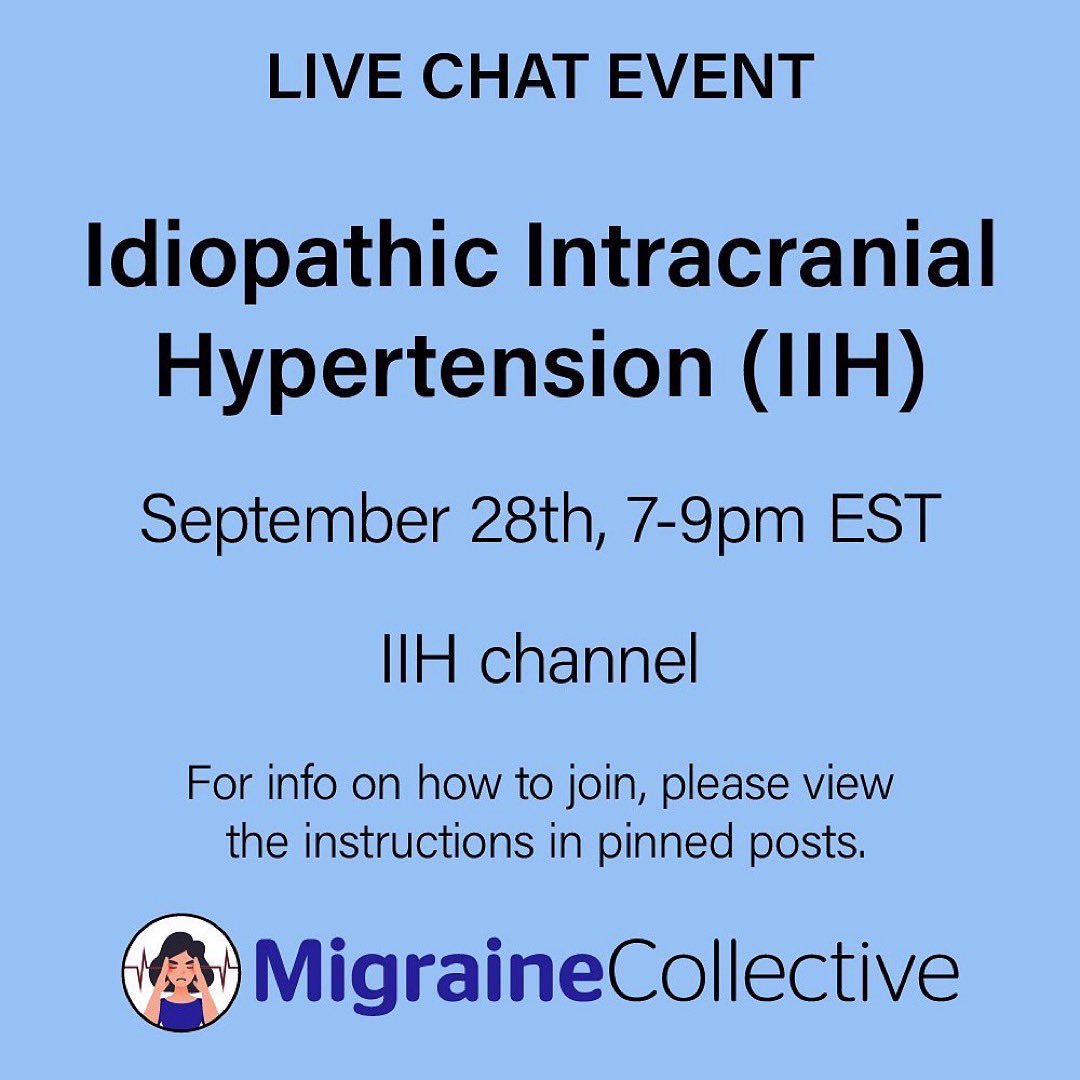 LIVE CHAT EVENT
Idiopathic Intracranial
Hypertension (IIH)
September 28th, 7-9pm EST
IIH channel
For info on how to join, please view
the instructions in pinned posts.
MigraineCollective